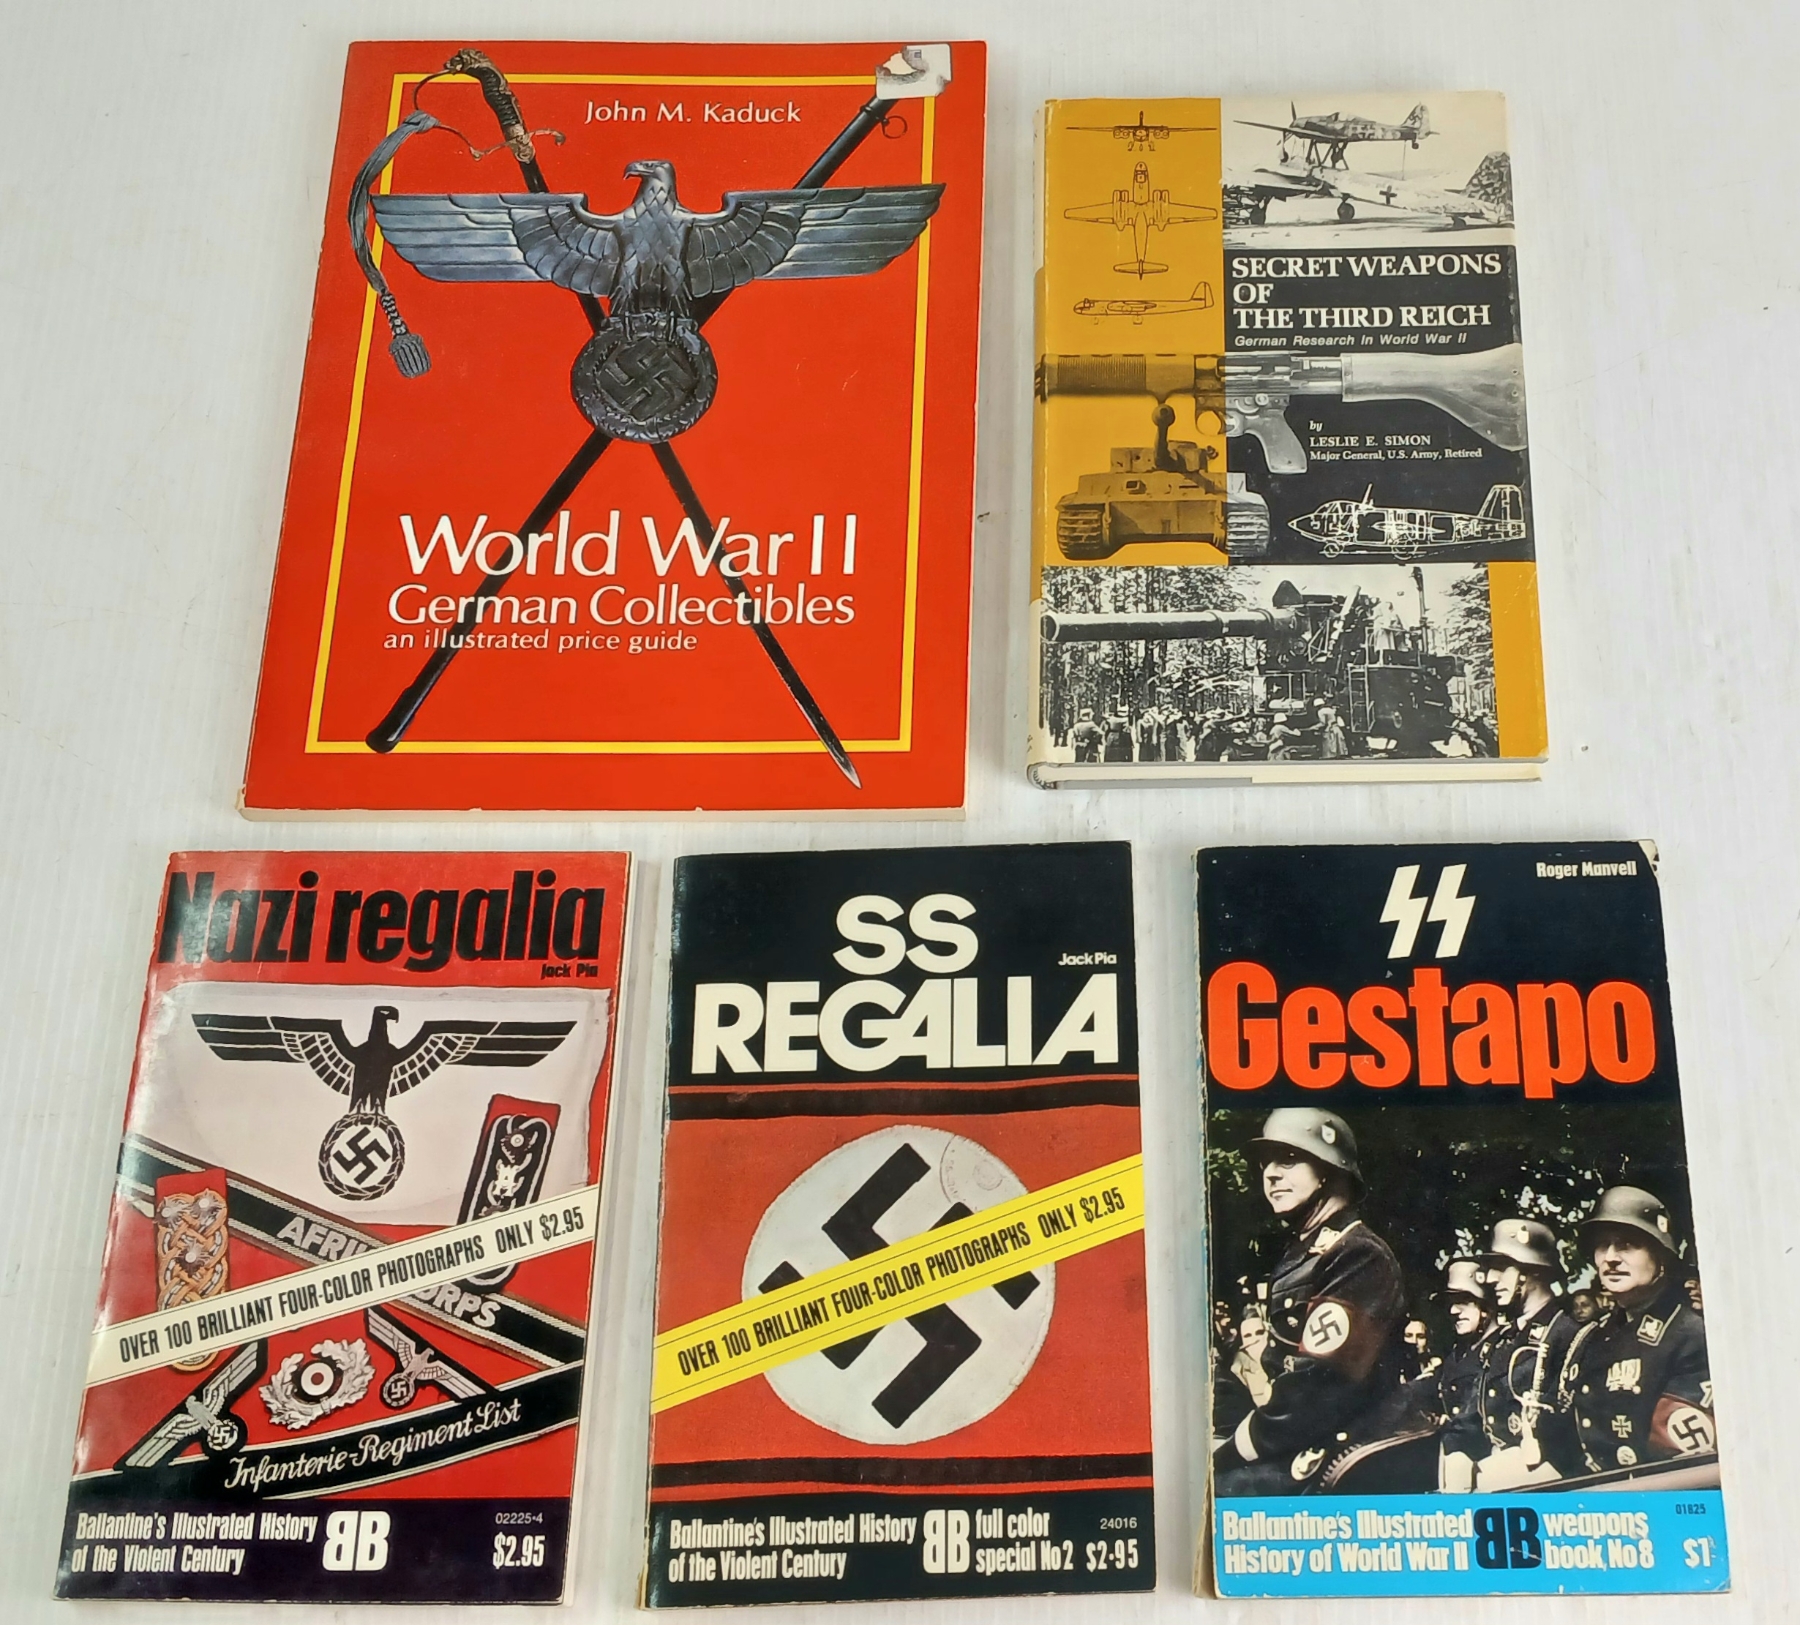 John M. Kaduck
World War II
German Collectibles
an illustrated price guide
SECRET WEAPONS
OF
THE THIRD REICH
German Research in World War II
by
LESLIE E. SIMON
Major General, U.S. Army, Retired
Nazi regalia
Jack Pia
AFRIKAKORPS
OVER 100 BRILLIANT FOUR-COLOR PHOTOGRAPHS ONLY $2.95
Infanterie-Regiment List
Ballantine's Illustrated History
of the Violent Century
BB
02225-4
$2.95
SS
Jack Pia
REGALIA
OVER 100 BRILLIANT FOUR-COLOR PHOTOGRAPHS ONLY $2.95
Ballantine's Illustrated History
of the Violent Century
BB
full color
special No 2
24016
$2-95
SS
Roger Manvell
Gestapo
Ballantine's Illustrated
History of World War II
BB
weapons
book, No 8
01825
$1